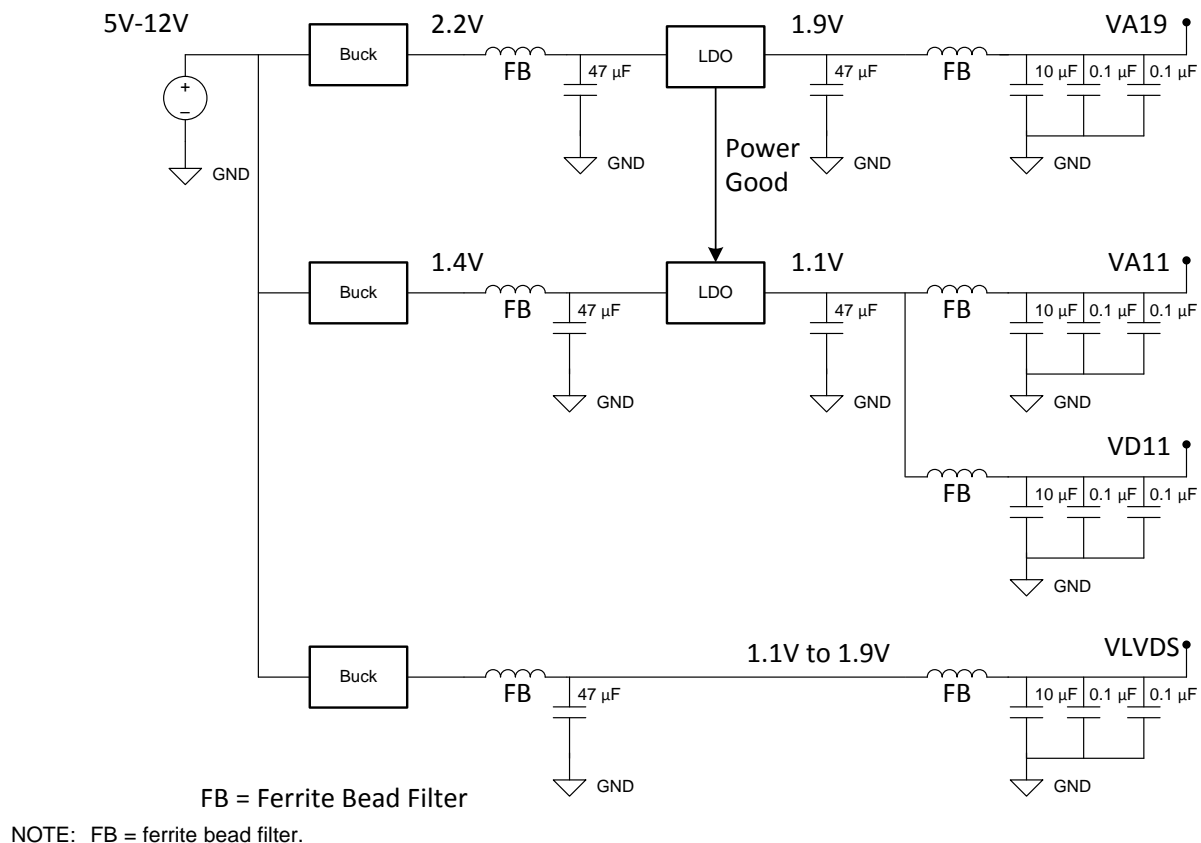 5V-12V
2.2V
1.9V
VA19
Buck
LDO
FB
47 µF
47 µF
FB
10 µF
0.1 µF
0.1 µF
+
–
GND
GND
Power
Good
GND
GND
1.4V
1.1V
VA11
Buck
LDO
FB
47 µF
47 µF
FB
10 µF
0.1 µF
0.1 µF
GND
GND
GND
VD11
FB
10 µF
0.1 µF
0.1 µF
GND
1.1V to 1.9V
VLVDS
Buck
FB
47 µF
FB
10 µF
0.1 µF
0.1 µF
GND
GND
FB = Ferrite Bead Filter
NOTE: FB = ferrite bead filter.